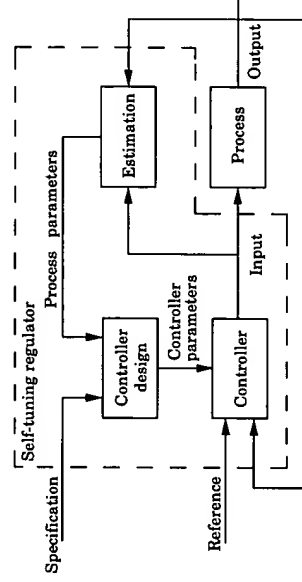 Self-tuning regulator
Specification
Process parameters
Controller
design
Estimation
Controller
parameters
Reference
Controller
Input
Process
Output